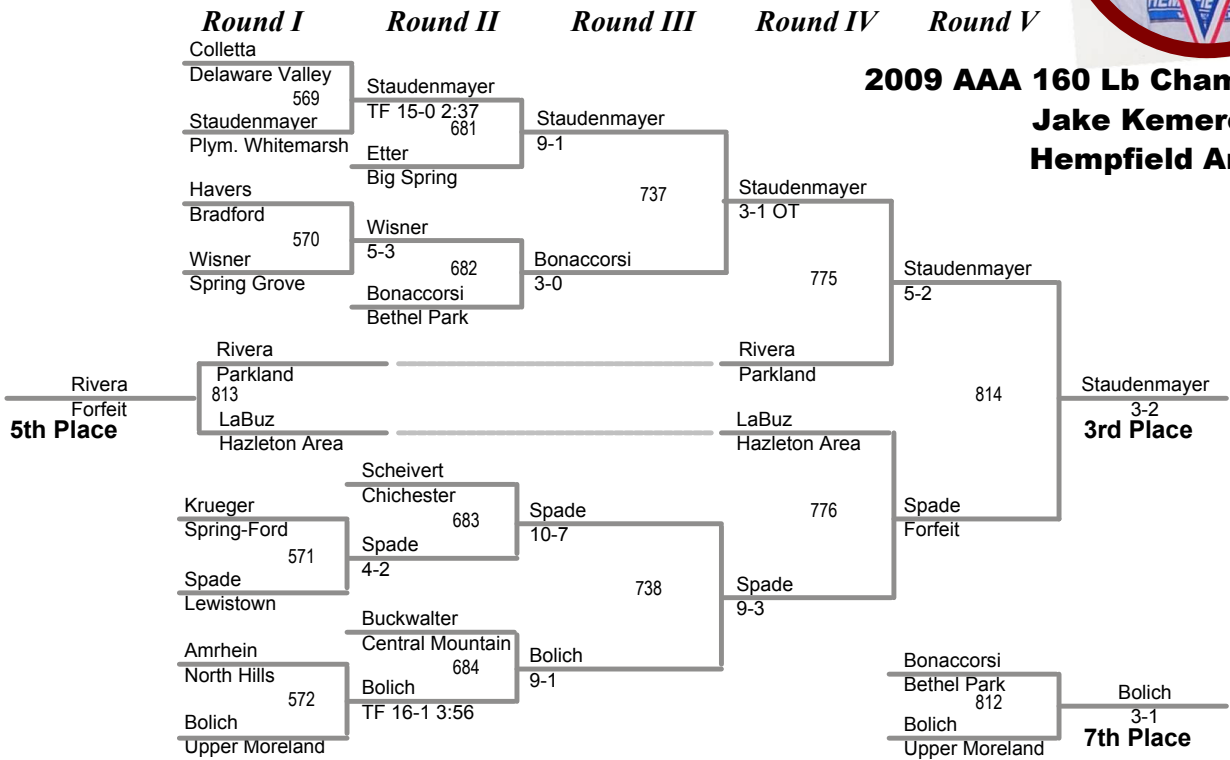 Round I Round II Round III Round IV Round V
2009 AAA 160 Lb Cham
Jake Kemer
Hempfield A
Colletta
Delaware Valley
569
Staudenmayer
Plym. Whitemarsh
Staudenmayer
TF 15-0 2:37
681
Etter
Big Spring
Staudenmayer
9-1
Havers
Bradford
570
Wisner
Spring Grove
Wisner
5-3
682
Bonaccorsi
Bethel Park
Bonaccorsi
3-0
737
Staudenmayer
3-1 OT
775
Rivera
Parkland
Staudenmayer
5-2
Rivera
Forfeit
5th Place
Rivera
Parkland
813
LaBuz
Hazleton Area
LaBuz
Hazleton Area
814
Staudenmayer
3-2
3rd Place
Scheivert
Chichester
683
Krueger
Spring-Ford
571
Spade
Lewistown
Spade
4-2
Spade
10-7
738
776
Spade
Forfeit
Spade
9-3
Buckwalter
Central Mountain
684
Amrhein
North Hills
572
Bolich
Upper Moreland
Bolich
TF 16-1 3:56
Bolich
9-1
Bonaccorsi
Bethel Park
812
Bolich
Upper Moreland
Bolich
3-1
7th Place